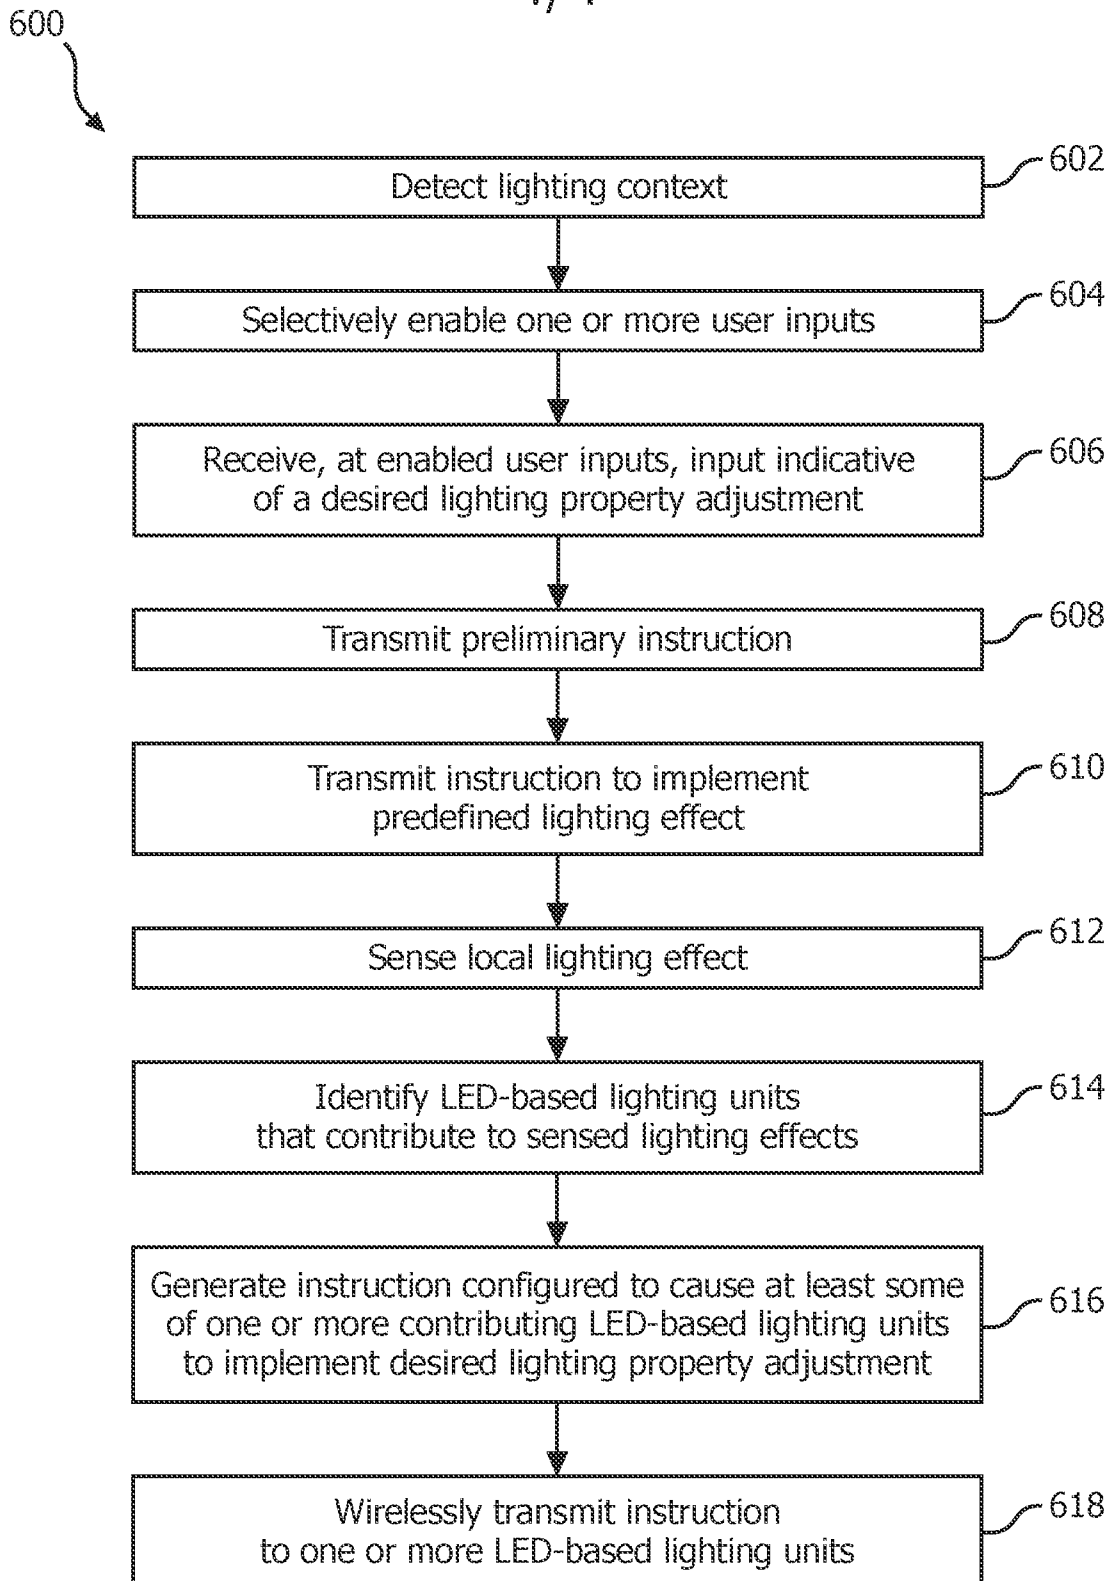 600
Detect lighting context
602
Selectively enable one or more user inputs
604
Receive, at enabled user inputs, input indicative
of a desired lighting property adjustment
606
Transmit preliminary instruction
608
Transmit instruction to implement
predefined lighting effect
610
Sense local lighting effect
612
Identify LED-based lighting units
that contribute to sensed lighting effects
614
Generate instruction configured to cause at least some
of one or more contributing LED-based lighting units
to implement desired lighting property adjustment
616
Wirelessly transmit instruction
to one or more LED-based lighting units
618